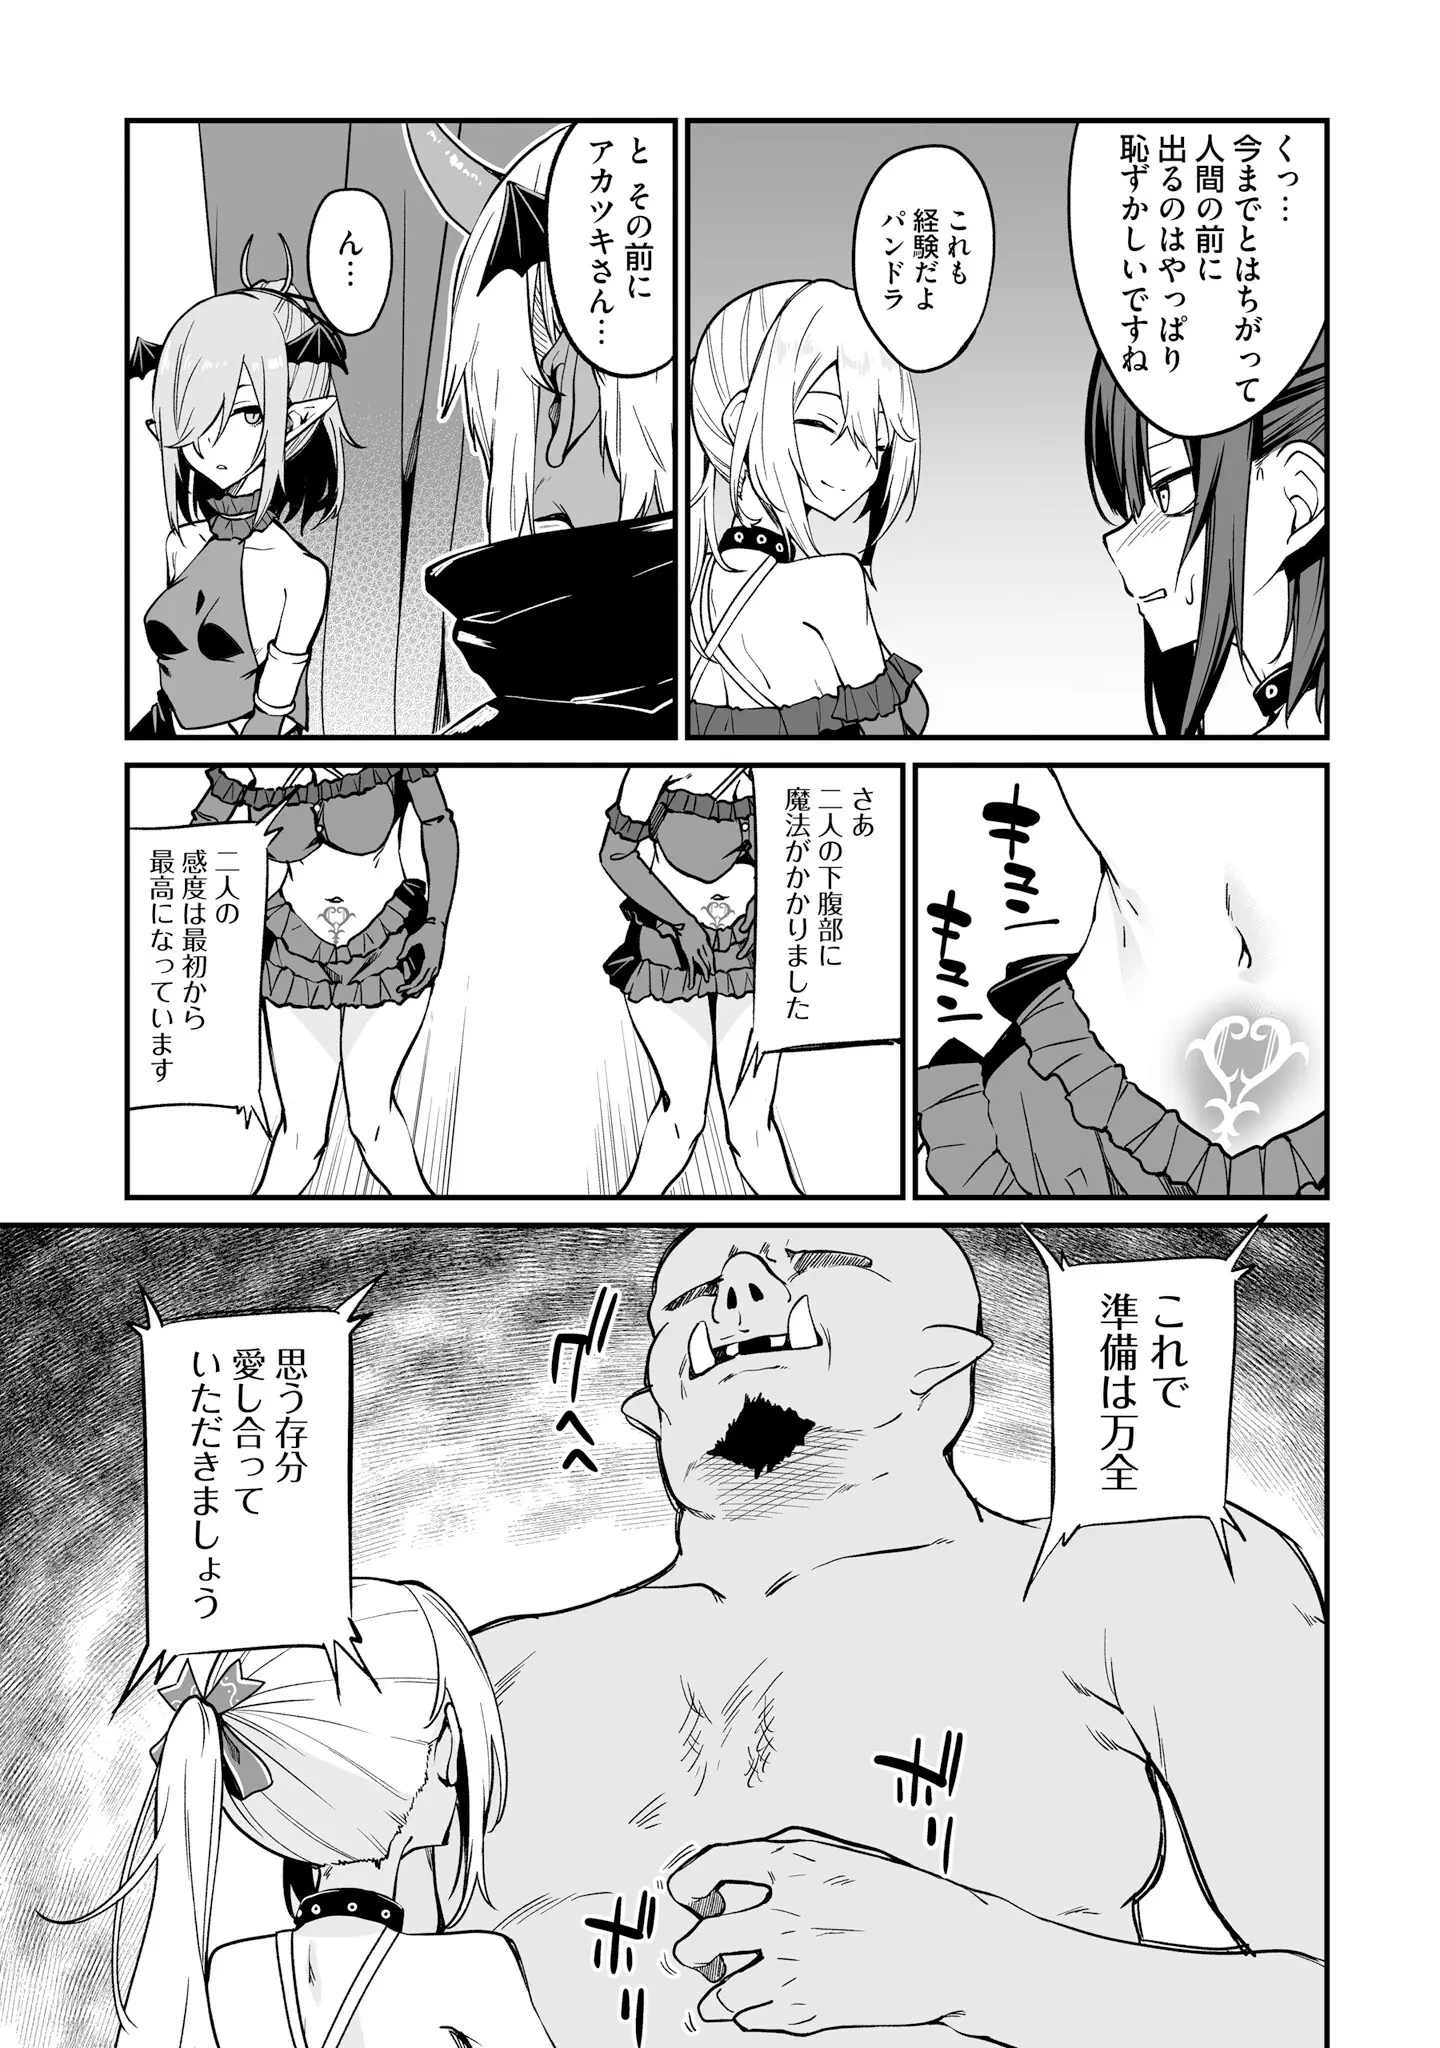 くっ…
今までとはちがって
人間の前に
出るのはやっぱり
恥ずかしいですね
これも
経験だよ
パンドラ
と その前に
アカツキさん…
ん…
キュン
キュン
さあ
二人の下腹部に
魔法がかかりました
二人の
感度は最初から
最高になっています
これで
準備は万全
グへへ
思う存分
愛し合って
いただきましょう
ポリ
ポリ